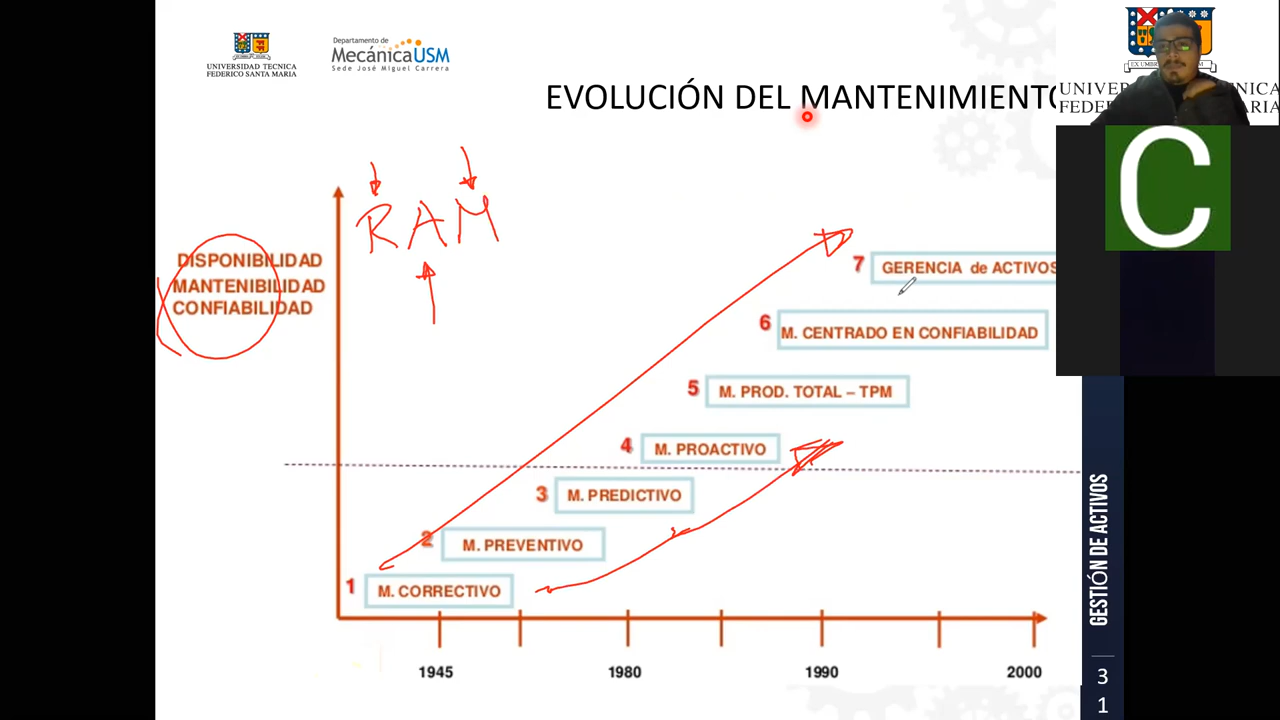 UNIVERSIDAD TECNICA
FEDERICO SANTA MARIA
Departamento de
MecánicaUSM
Sede José Miguel Carrera
EVOLUCIÓN DEL MANTENIMIENTO
C
RAM
DISPONIBILIDAD
MANTENIBILIDAD
CONFIABILIDAD
7 GERENCIA de ACTIVOS
6 M. CENTRADO EN CONFIABILIDAD
5 M. PROD. TOTAL – TPM
4 M. PROACTIVO
3 M. PREDICTIVO
2 M. PREVENTIVO
1 M. CORRECTIVO
1945 1980 1990 2000
GESTIÓN DE ACTIVOS
3
1